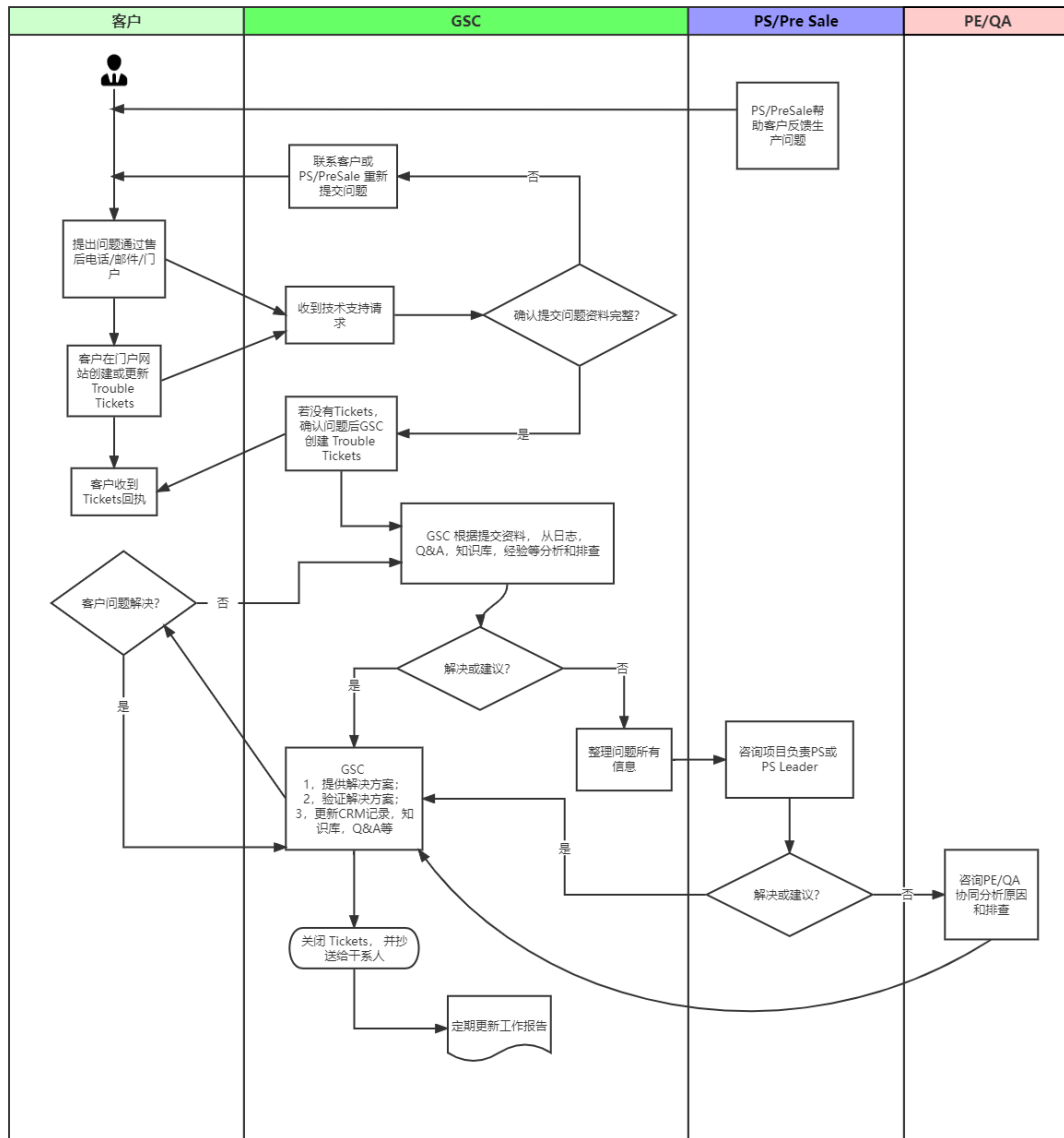 客户
GSC
PS/Pre Sale
PE/QA
PS/PreSale帮
助客户反馈生
产问题
联系客户或
PS/PreSale 重新
提交问题
否
提出问题通过售
后电话/邮件/门
户
收到技术支持请
求
确认提交问题资料完整?
客户在门户网
站创建或更新
Trouble
Tickets
若没有Tickets，
确认问题后GSC
创建 Trouble
Tickets
是
客户收到
Tickets回执
GSC 根据提交资料， 从日志，
Q&A，知识库，经验等分析和排查
客户问题解决?
否
解决或建议?
是
否
是
整理问题所有
信息
咨询项目负责PS或
PS Leader
GSC
1，提供解决方案；
2，验证解决方案；
3，更新CRM记录，知
识库，Q&A等
是
解决或建议?
否
咨询PE/QA
协同分析原因
和排查
关闭 Tickets， 并抄
送给干系人
定期更新工作报告